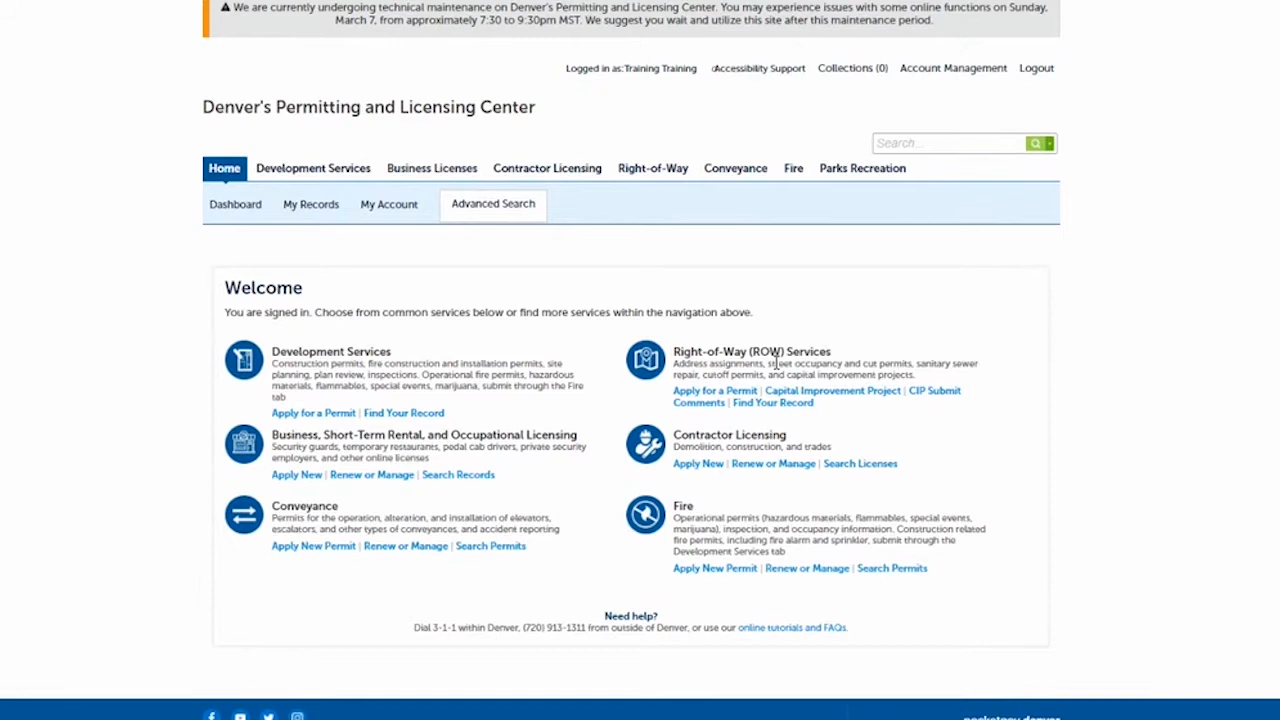 We are currently undergoing technical maintenance on Denver's Permitting and Licensing Center. You may experience issues with some online functions on Sunday,
March 7, from approximately 7:30 to 9:30pm MST. We suggest you wait and utilize this site after this maintenance period.
Logged in as:Training Training Accessibility Support Collections (0) Account Management Logout
Denver's Permitting and Licensing Center
Search...
Home Development Services Business Licenses Contractor Licensing Right-of-Way Conveyance Fire Parks Recreation
Dashboard My Records My Account Advanced Search
Welcome
You are signed in. Choose from common services below or find more services within the navigation above.
Development Services
Construction permits, fire construction and installation permits, site
planning, plan review, inspections. Operational fire permits, hazardous
materials, flammables, special events, marijuana, submit through the Fire
tab
Apply for a Permit | Find Your Record
Right-of-Way (ROW) Services
Address assignments, street occupancy and cut permits, sanitary sewer
repair, cutoff permits, and capital improvement projects.
Apply for a Permit | Capital Improvement Project | CIP Submit
Comments | Find Your Record
Business, Short-Term Rental, and Occupational Licensing
Security guards, temporary restaurants, pedal cab drivers, private security
employers, and other online licenses
Apply New | Renew or Manage | Search Records
Contractor Licensing
Demolition, construction, and trades
Apply New | Renew or Manage | Search Licenses
Conveyance
Permits for the operation, alteration, and installation of elevators,
escalators, and other types of conveyances, and accident reporting
Apply New Permit | Renew or Manage | Search Permits
Fire
Operational permits (hazardous materials, flammables, special events,
marijuana), inspection, and occupancy information. Construction related
fire permits, including fire alarm and sprinkler, submit through the
Development Services tab
Apply New Permit | Renew or Manage | Search Permits
Need help?
Dial 3-1-1 within Denver, (720) 913-1311 from outside of Denver, or use our online tutorials and FAQs.